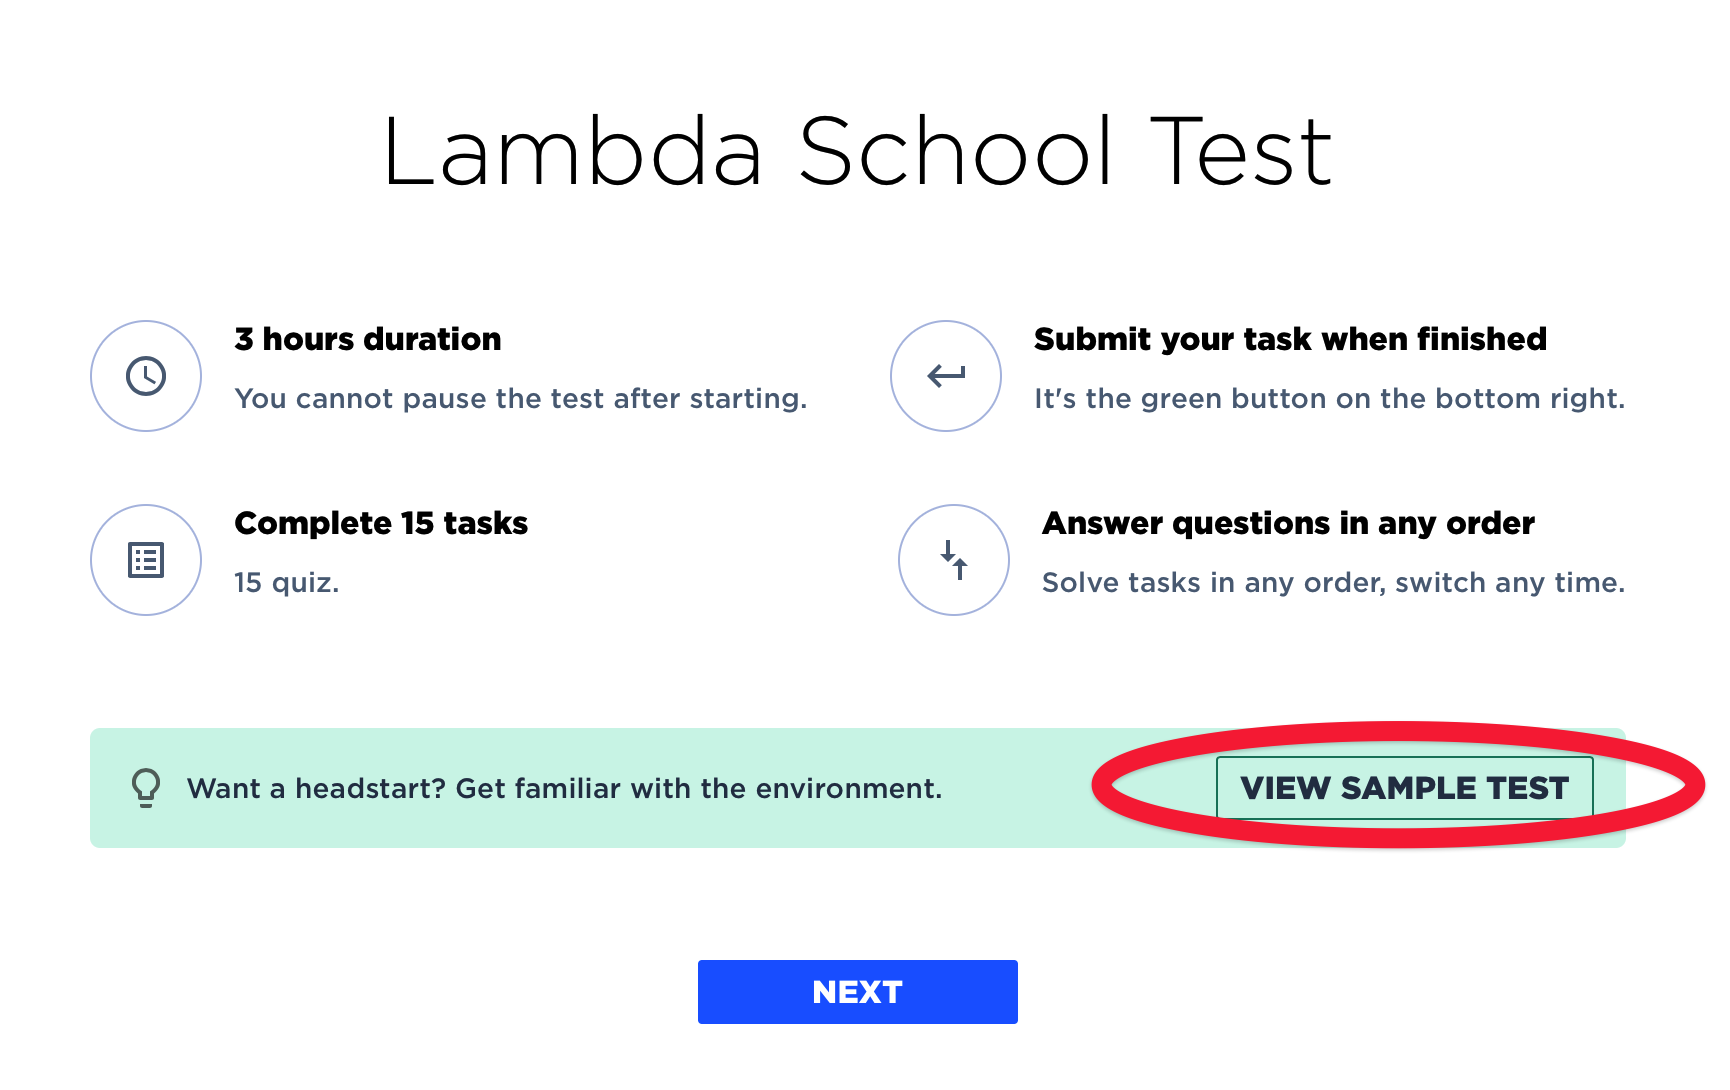 Lambda School Test
3 hours duration
You cannot pause the test after starting.
Submit your task when finished
It's the green button on the bottom right.
Complete 15 tasks
15 quiz.
Answer questions in any order
Solve tasks in any order, switch any time.
Want a headstart? Get familiar with the environment.
VIEW SAMPLE TEST
NEXT